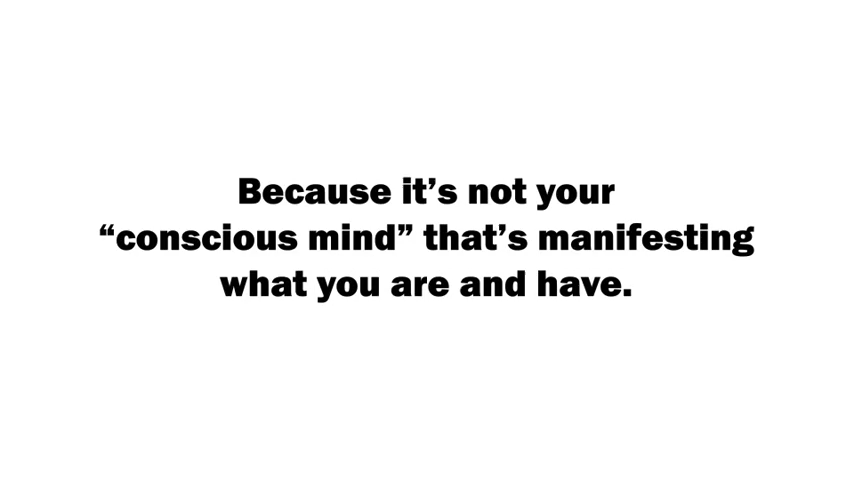 Because it’s not your
“conscious mind” that’s manifesting
what you are and have.